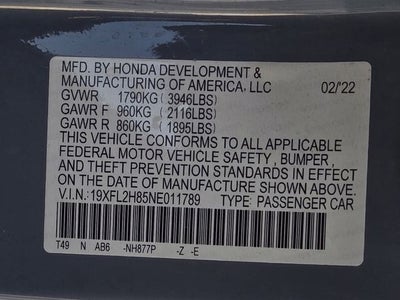 MFD. BY HONDA DEVELOPMENT &
MANUFACTURING OF AMERICA, LLC 02/'22
GVWR 1790KG (3946LBS)
GAWR F 960KG (2116LBS)
GAWR R 860KG (1895LBS)
THIS VEHICLE CONFORMS TO ALL APPLICABLE
FEDERAL MOTOR VEHICLE SAFETY , BUMPER ,
AND THEFT PREVENTION STANDARDS IN EFFECT
ON THE DATE OF MANUFACTURE SHOWN ABOVE.
V.I.N.: 19XFL2H85NE011789 TYPE: PASSENGER CAR
T49 N AB6 -NH877P -Z -E